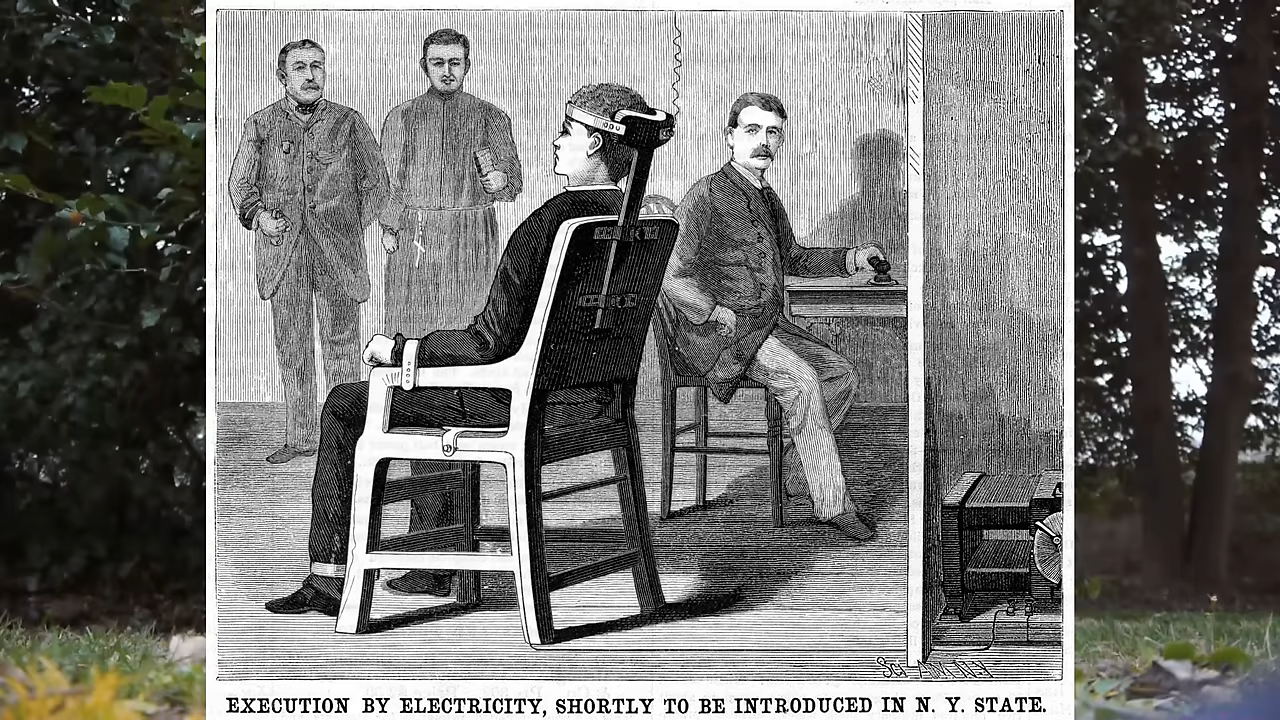 EXECUTION BY ELECTRICITY, SHORTLY TO BE INTRODUCED IN N. Y. STATE.